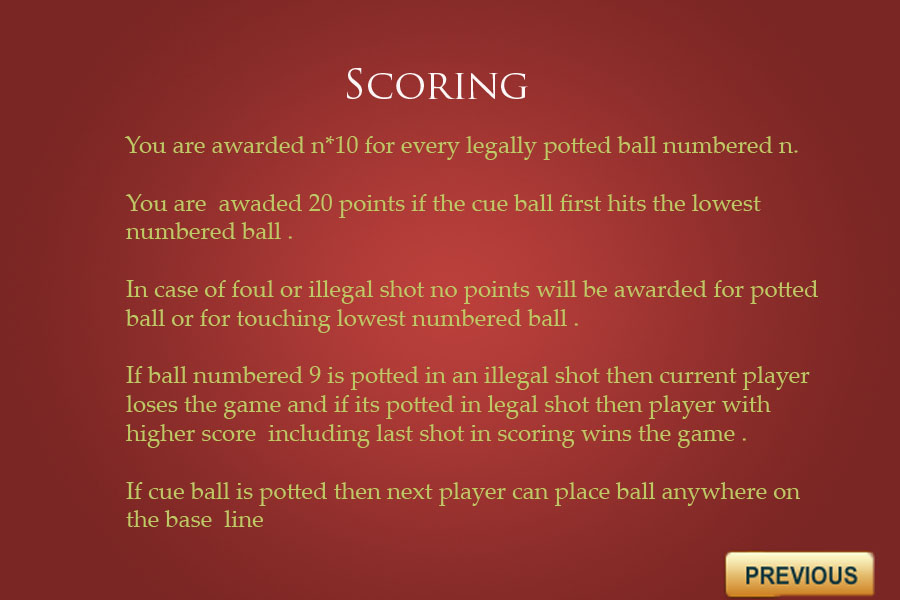 Scoring
You are awarded n*10 for every legally potted ball numbered n.
You are  awaded 20 points if the cue ball first hits the lowest
numbered ball .
In case of foul or illegal shot no points will be awarded for potted
ball or for touching lowest numbered ball .
If ball numbered 9 is potted in an illegal shot then current player
loses the game and if its potted in legal shot then player with
higher score  including last shot in scoring wins the game .
If cue ball is potted then next player can place ball anywhere on
the base  line
PREVIOUS